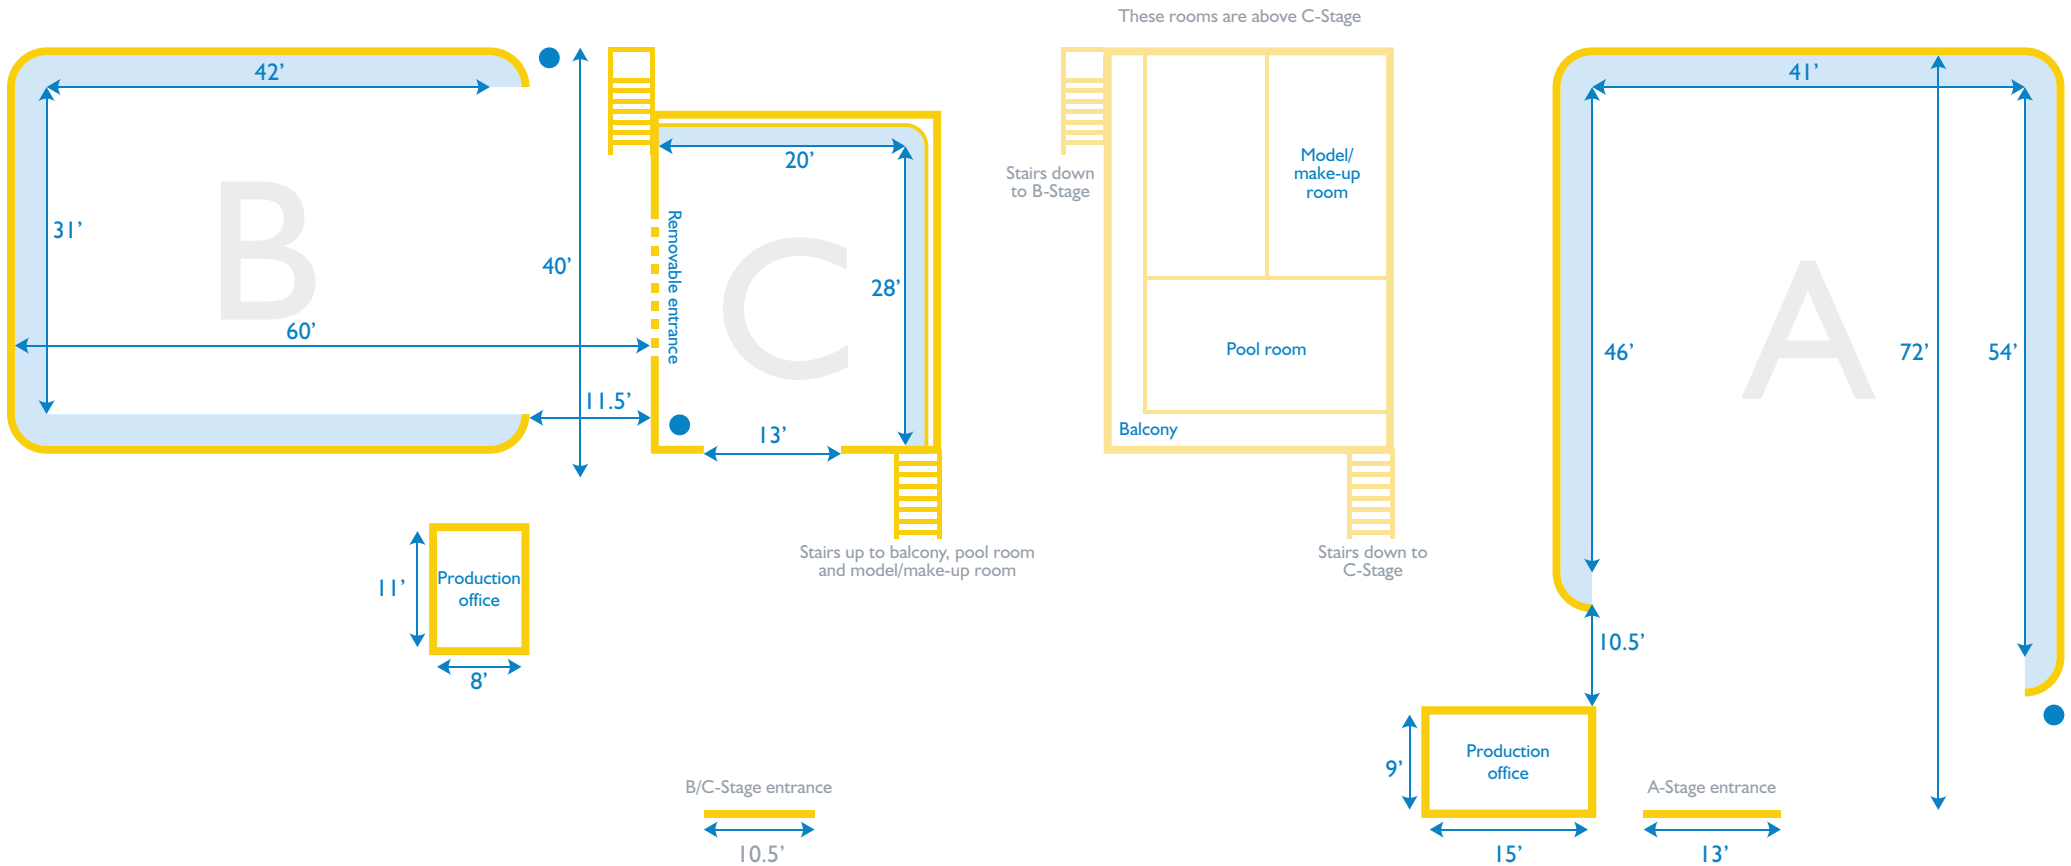 These rooms are above C-Stage
42’
31’
B
60’
40’
11.5’
Removable entrance
20’
C
28’
13’
Stairs up to balcony, pool room
and model/make-up room
Production
office
11’
8’
B/C-Stage entrance
10.5’
Stairs down
to B-Stage
Model/
make-up
room
Pool room
Balcony
Stairs down to
C-Stage
41’
A
46’
72’
54’
10.5’
Production
office
9’
15’
A-Stage entrance
13’